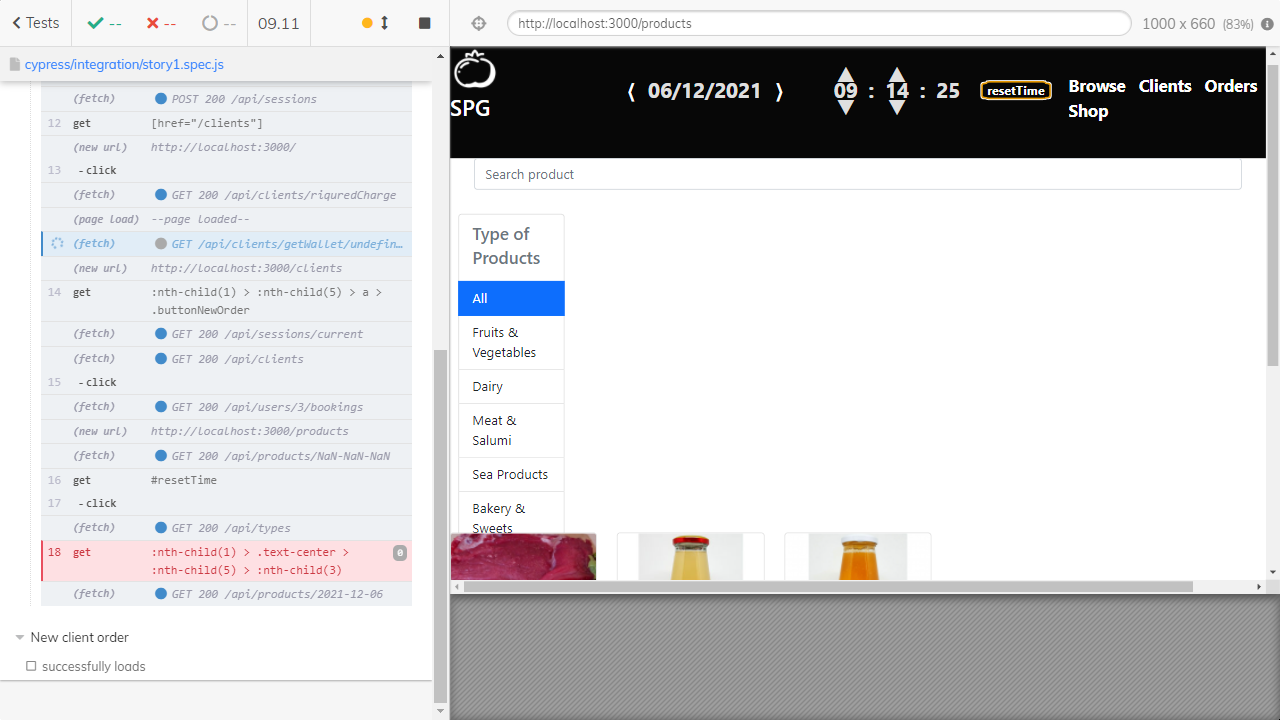 Tests
--
--
--
09.11
http://localhost:3000/products
1000 x 660 (83%)
cypress/integration/story1.spec.js
(fetch) POST 200 /api/sessions
12 get [href="/clients"]
(new url) http://localhost:3000/
13 - click
(fetch) GET 200 /api/clients/riquredCharge
(page load) --page loaded--
(fetch) GET /api/clients/getWallet/undefin…
(new url) http://localhost:3000/clients
14 get :nth-child(1) > :nth-child(5) > a >
.buttonNewOrder
(fetch) GET 200 /api/sessions/current
(fetch) GET 200 /api/clients
15 - click
(fetch) GET 200 /api/users/3/bookings
(new url) http://localhost:3000/products
(fetch) GET 200 /api/products/NaN-NaN-NaN
16 get #resetTime
17 - click
(fetch) GET 200 /api/types
18 get :nth-child(1) > .text-center > 0
:nth-child(5) > :nth-child(3)
(fetch) GET 200 /api/products/2021-12-06
New client order
successfully loads
SPG
⟨ 06/12/2021 ⟩
▲ ▲
09 : 14 : 25
▼ ▼
resetTime
Browse Shop
Clients
Orders
Search product
Type of
Products
All
Fruits &
Vegetables
Dairy
Meat &
Salumi
Sea Products
Bakery &
Sweets